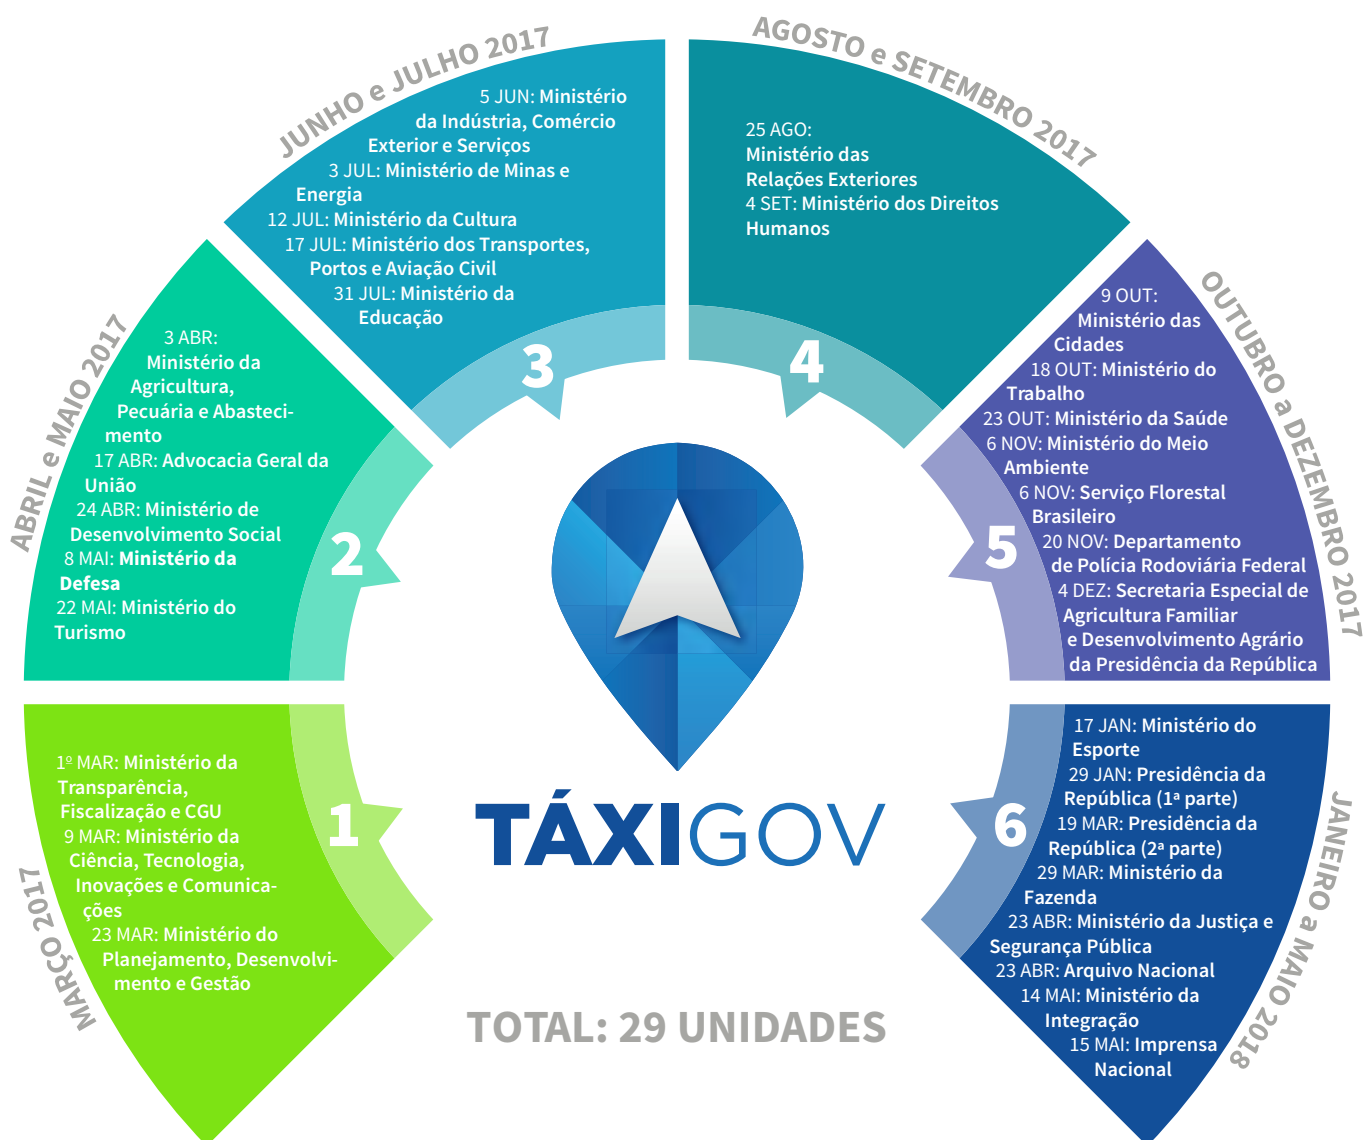 MARÇO 2017
1º MAR: Ministério da
Transparência,
Fiscalização e CGU
9 MAR: Ministério da
Ciência, Tecnologia,
Inovações e Comunica-
ções
23 MAR: Ministério do
Planejamento, Desenvolvi-
mento e Gestão
1
ABRIL e MAIO 2017
3 ABR:
Ministério da
Agricultura,
Pecuária e Abasteci-
mento
17 ABR: Advocacia Geral da
União
24 ABR: Ministério de
Desenvolvimento Social
8 MAI: Ministério da
Defesa
22 MAI: Ministério do
Turismo
2
JUNHO e JULHO 2017
5 JUN: Ministério
da Indústria, Comércio
Exterior e Serviços
3 JUL: Ministério de Minas e
Energia
12 JUL: Ministério da Cultura
17 JUL: Ministério dos Transportes,
Portos e Aviação Civil
31 JUL: Ministério da
Educação
3
AGOSTO e SETEMBRO 2017
25 AGO:
Ministério das
Relações Exteriores
4 SET: Ministério dos Direitos
Humanos
4
OUTUBRO a DEZEMBRO 2017
9 OUT:
Ministério das
Cidades
18 OUT: Ministério do
Trabalho
23 OUT: Ministério da Saúde
6 NOV: Ministério do Meio
Ambiente
6 NOV: Serviço Florestal
Brasileiro
20 NOV: Departamento
de Polícia Rodoviária Federal
4 DEZ: Secretaria Especial de
Agricultura Familiar
e Desenvolvimento Agrário
da Presidência da República
5
JANEIRO a MAIO 2018
17 JAN: Ministério do
Esporte
29 JAN: Presidência da
República (1ª parte)
19 MAR: Presidência da
República (2ª parte)
29 MAR: Ministério da
Fazenda
23 ABR: Ministério da Justiça e
Segurança Pública
23 ABR: Arquivo Nacional
14 MAI: Ministério da
Integração
15 MAI: Imprensa
Nacional
6
TÁXIGOV
TOTAL: 29 UNIDADES